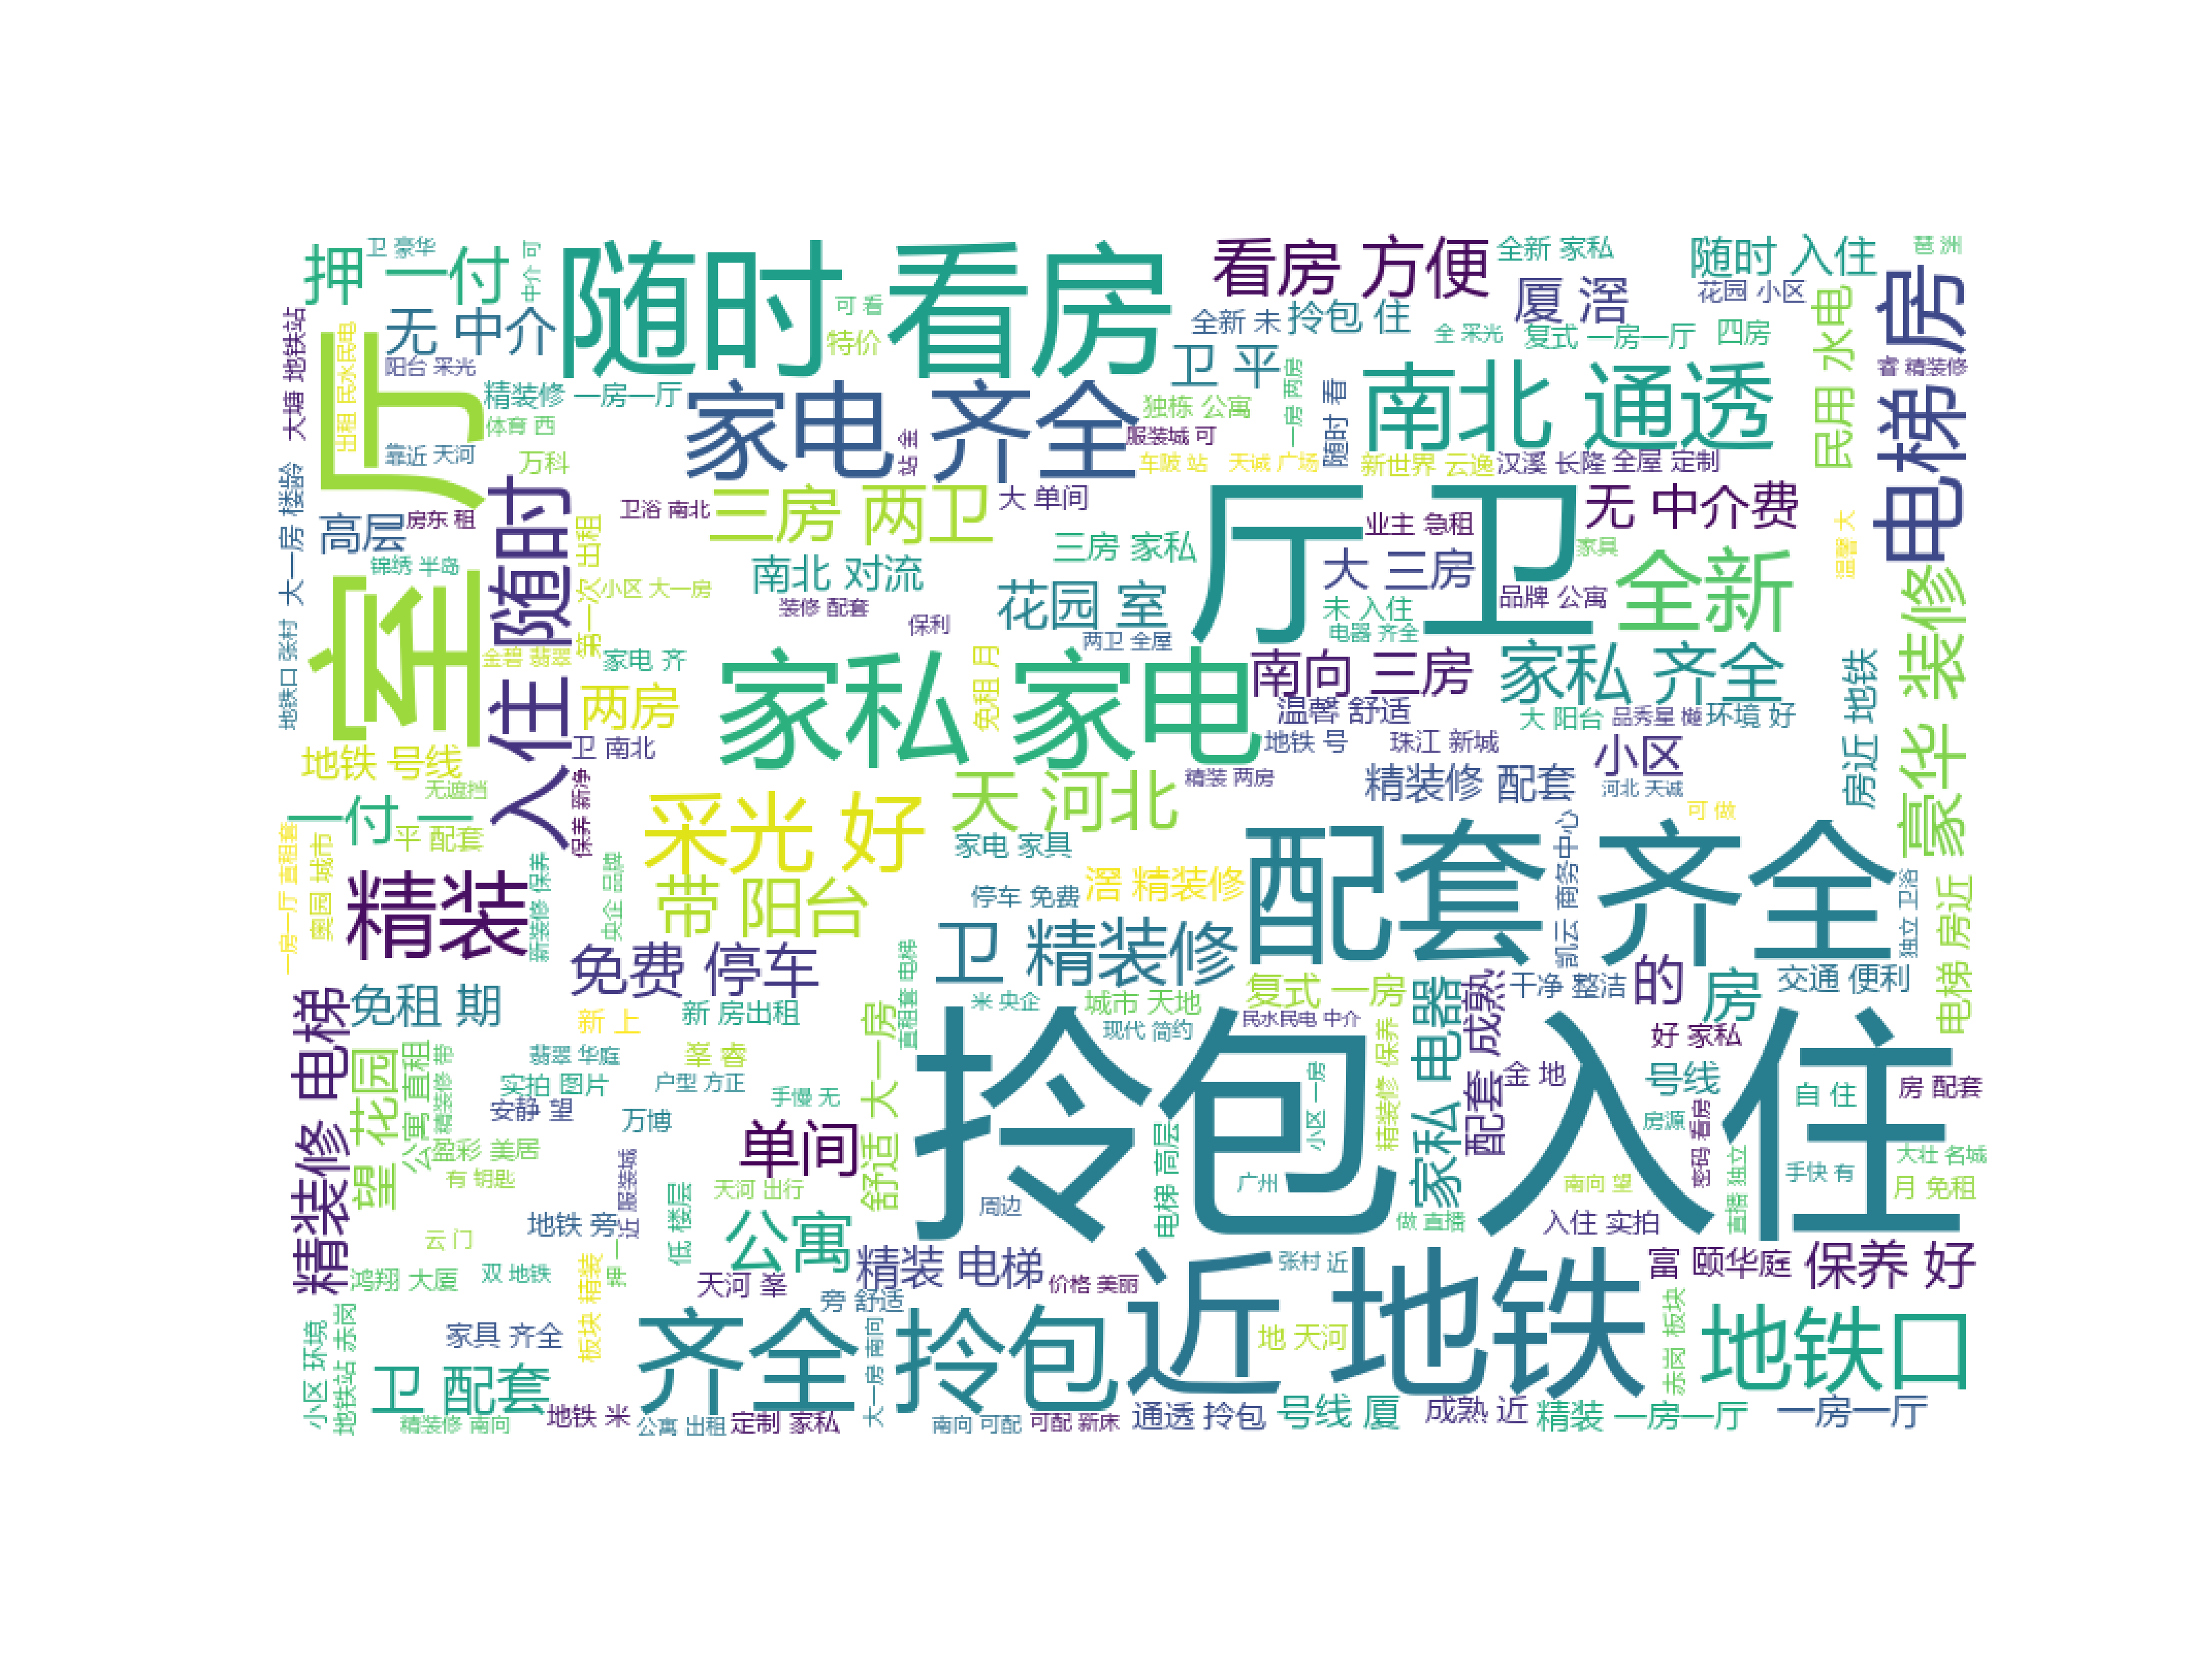 卫 豪华
押 一付
中介 可
随时 看房
看房 方便
全新 家私
随时 入住
琶 洲
花园 小区
厦 滘
房
电梯
大塘 地铁站
无 中介
可 看
特价
全新 未
拎包 住
全 采光
复式 一房一厅
四房
民用 水电
睿 精装修
出租 民水民电
阳台 采光
卫 平
精装修 一房一厅
家电 齐全
独栋 公寓
一房 两房
随时 看
南北 通透
体育 西
服装城 可
靠近 天河
万科
站 金
车陂 站
天诚 广场
新世界 云逸
汉溪 长隆
全屋 定制
室 厅
入住 随时
三房 两卫
大 单间
厅 卫
无 中介费
高层
房东 租
卫浴 南北
业主 急租
大一房 楼龄
第一次 出租
南北 对流
三房 家私
大 三房
家具
全新
温馨 大
锦绣 半岛
小区 大一房
装修 配套
花园 室
品牌 公寓
未 入住
保利
两卫 全屋
电器 齐全
地铁口 张村
金碧 翡翠
家电 齐
家私 家电
南向 三房
家私 齐全
豪华 装修
房近 地铁
两房
免租 月
温馨 舒适
大 阳台
品秀星 樾
环境 好
地铁 号线
卫 南北
地铁 号
珠江 新城
小区
无遮挡
保养 新净
天 河北
精装 两房
精装修 配套
河北 天诚
一付 一
采光 好
可 做
平 配套
家电 家具
配套 齐全
凯云 商务中心
一房一厅 直租套
奥园 城市
精装
新装修 保养
央企 品牌
带 阳台
停车 免费
滘 精装修
独立 卫浴
电梯 房近
免费 停车
卫 精装修
直租套 电梯
干净 整洁
的
房
交通 便利
免租 期
新 上
新 房出租
米 央企
城市 天地
复式 一房
现代 简约
民水民电 中介
好 家私
精装修 电梯
望 花园
公寓 直租
精装修 带
翡翠 华庭
峯 睿
舒适 大一房
拎包 入住
小区 一房
精装修 保养
家私 电器
配套 成熟
金 地
号线
自 住
房 配套
实拍 图片
户型 方正
手慢 无
安静 望
万博
单间
电梯 高层
房源
密码 看房
手快 有
大壮 名城
月 免租
盈彩 美居
有 钥匙
近 服装城
天河 出行
广州
南向 望
直播 独立
周边
云 门
地铁 旁
低 楼层
公寓
做 直播
入住 实拍
鸿翔 大厦
双 地铁
板块 精装
押 一
天河 峯
精装 电梯
价格 美丽
张村 近
近 地铁
富 颐华庭
保养 好
旁 舒适
小区 环境
地铁站 赤岗
家具 齐全
齐全 拎包
大一房 南向
地 天河
赤岗 板块
地铁口
卫 配套
精装修 南向
地铁 米
公寓 出租
定制 家私
南向 可配
可配 新床
通透 拎包
号线 厦
成熟 近
精装 一房一厅
一房一厅